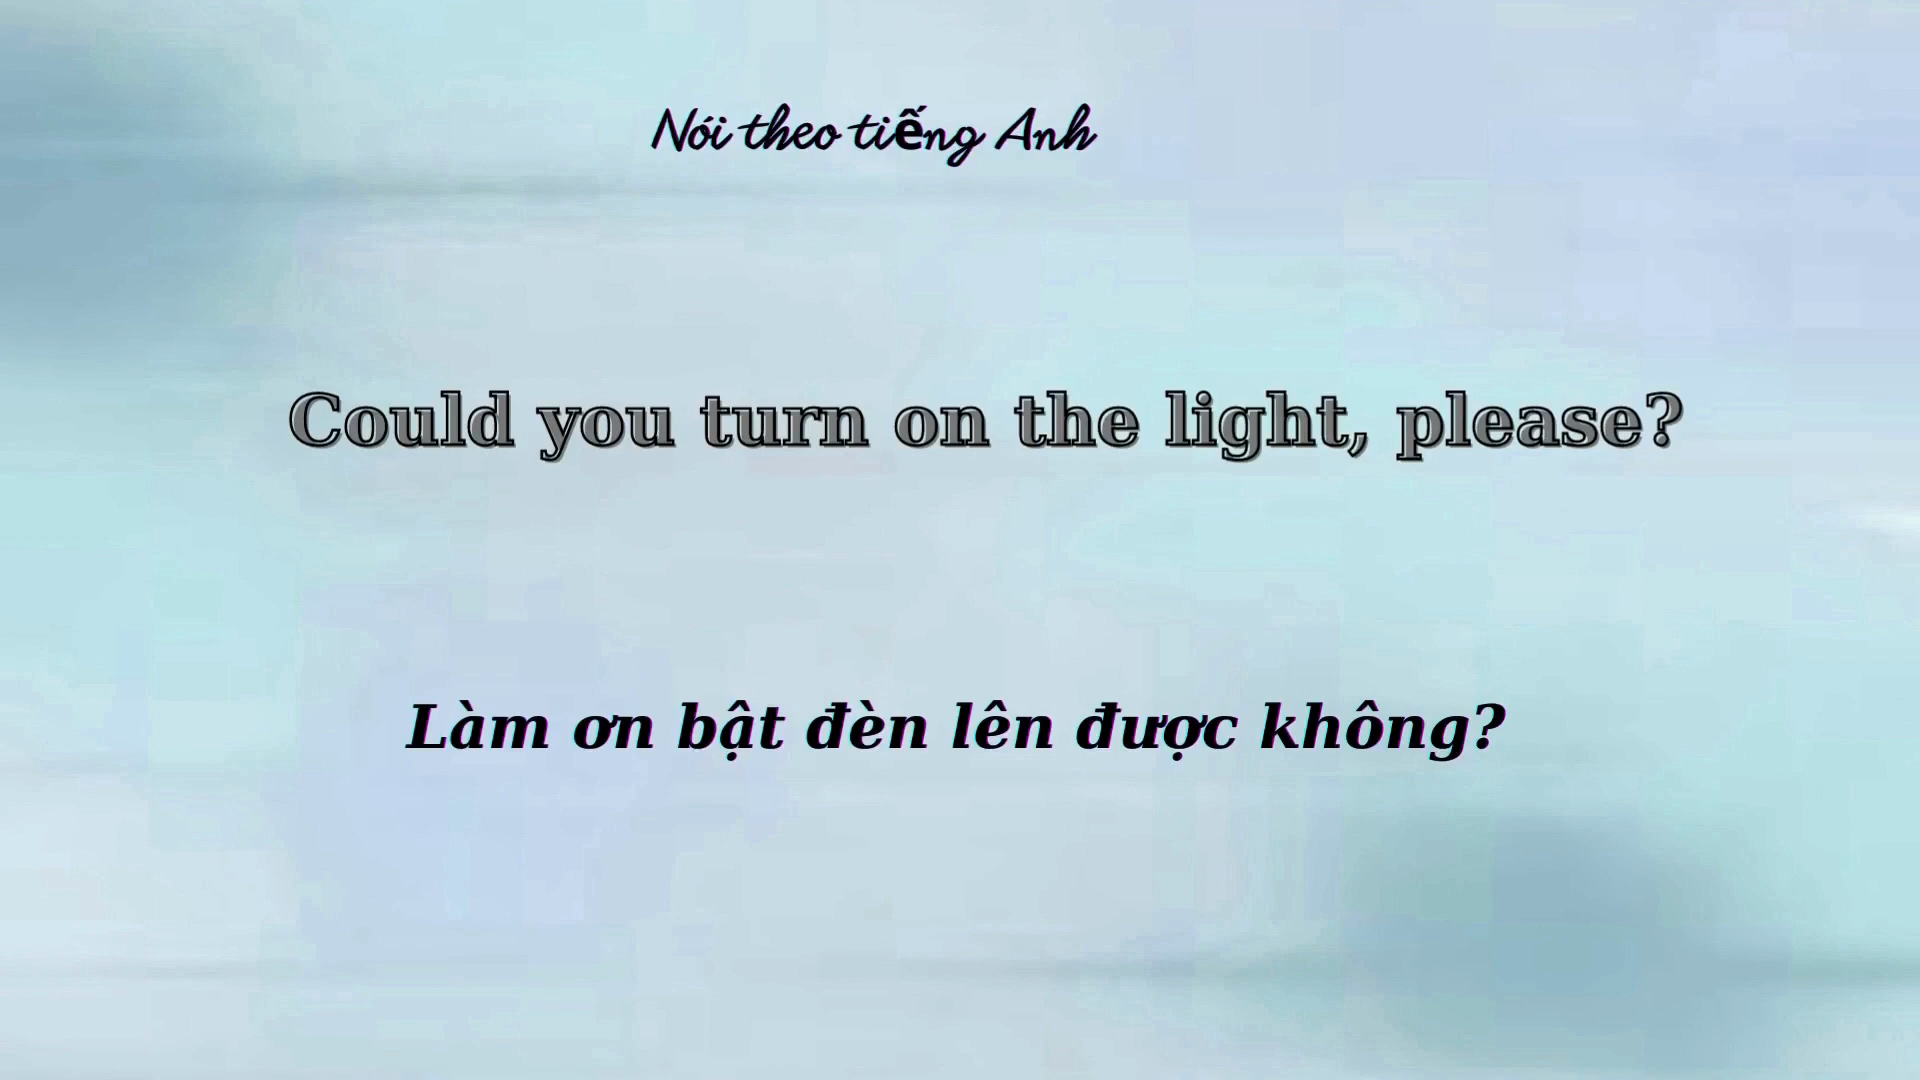 Nói theo tiếng Anh
Could you turn on the light, please?
Làm ơn bật đèn lên được không?